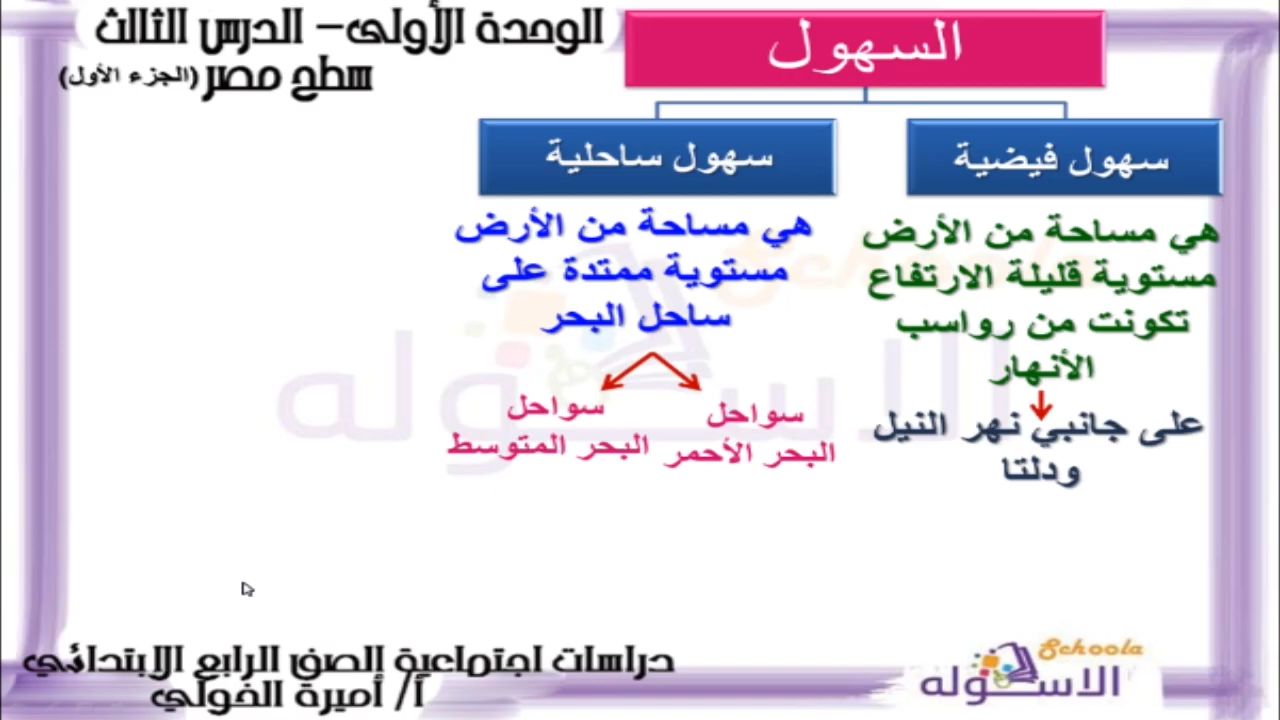 الوحدة الأولى- الدرس الثالث
سطح مصر (الجزء الأول)
السهول
سهول فيضية
هي مساحة من الأرض
مستوية قليلة الارتفاع
تكونت من رواسب
الأنهار
على جانبي نهر النيل
ودلتا
سهول ساحلية
هي مساحة من الأرض
مستوية ممتدة على
ساحل البحر
سواحل
البحر الأحمر
سواحل
البحر المتوسط
دراسات اجتماعية الصف الرابع الابتدائي
أ/ أميرة الخولي
Schoola
الاسكوله